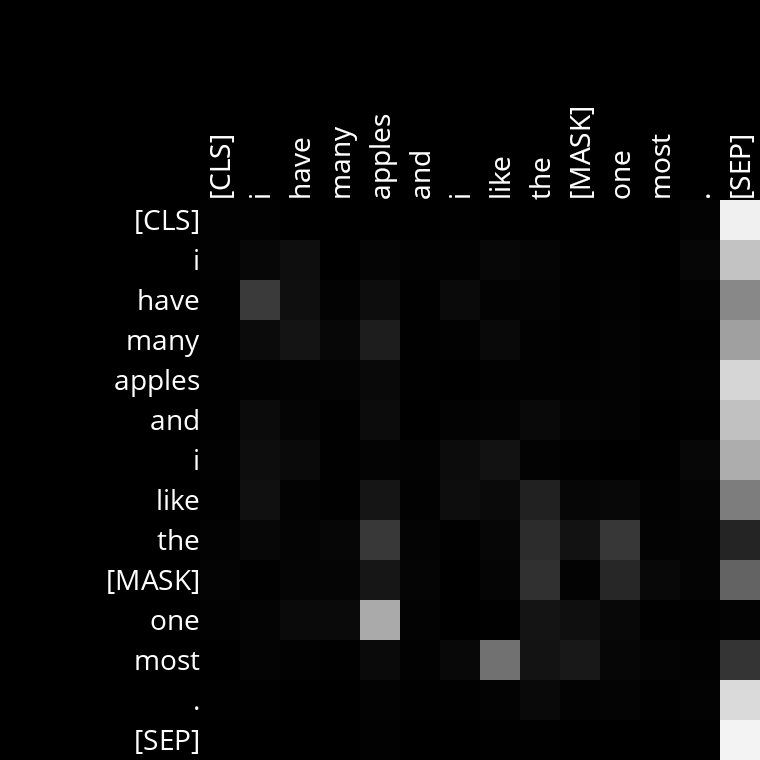 [CLS] i have many apples and i like the [MASK] one most . [SEP]
[CLS]
i
have
many
apples
and
i
like
the
[MASK]
one
most
.
[SEP]